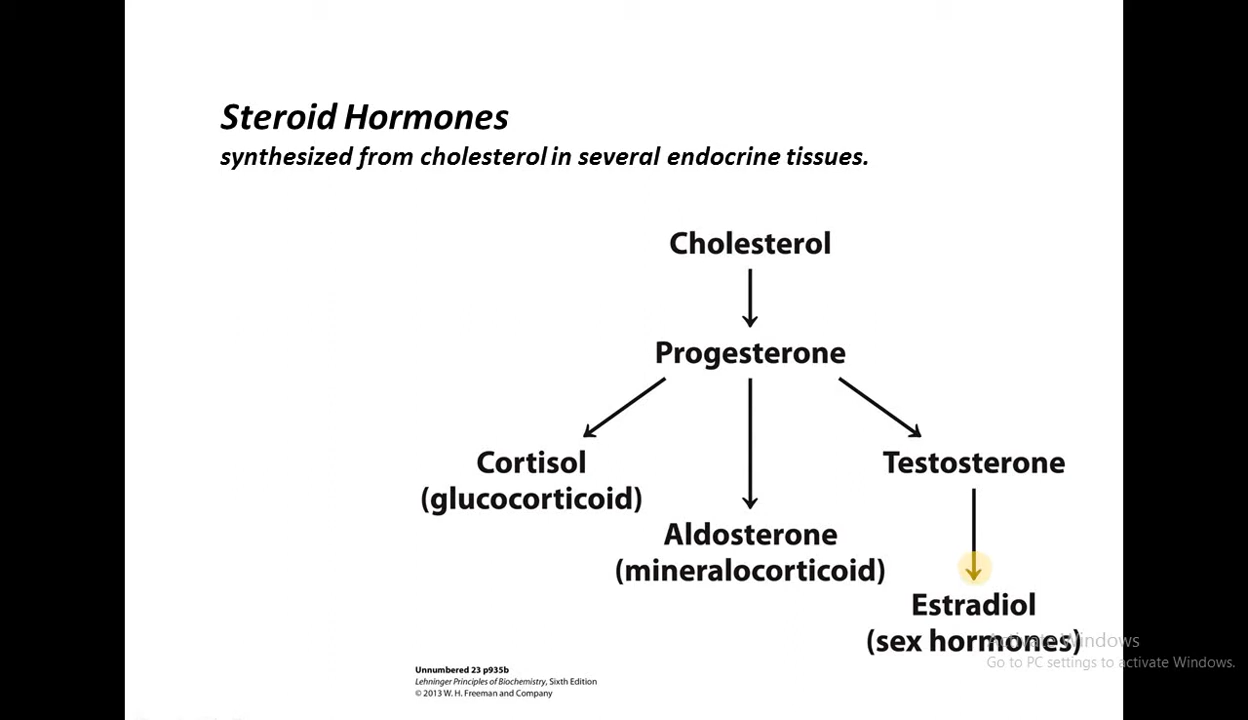 Steroid Hormones
synthesized from cholesterol in several endocrine tissues.
Cholesterol
Progesterone
Cortisol
(glucocorticoid)
Testosterone
Aldosterone
(mineralocorticoid)
Estradiol
(sex hormones)
Activate Windows
Go to PC settings to activate Windows.
Unnumbered 23 p935b
Lehninger Principles of Biochemistry, Sixth Edition
© 2013 W. H. Freeman and Company